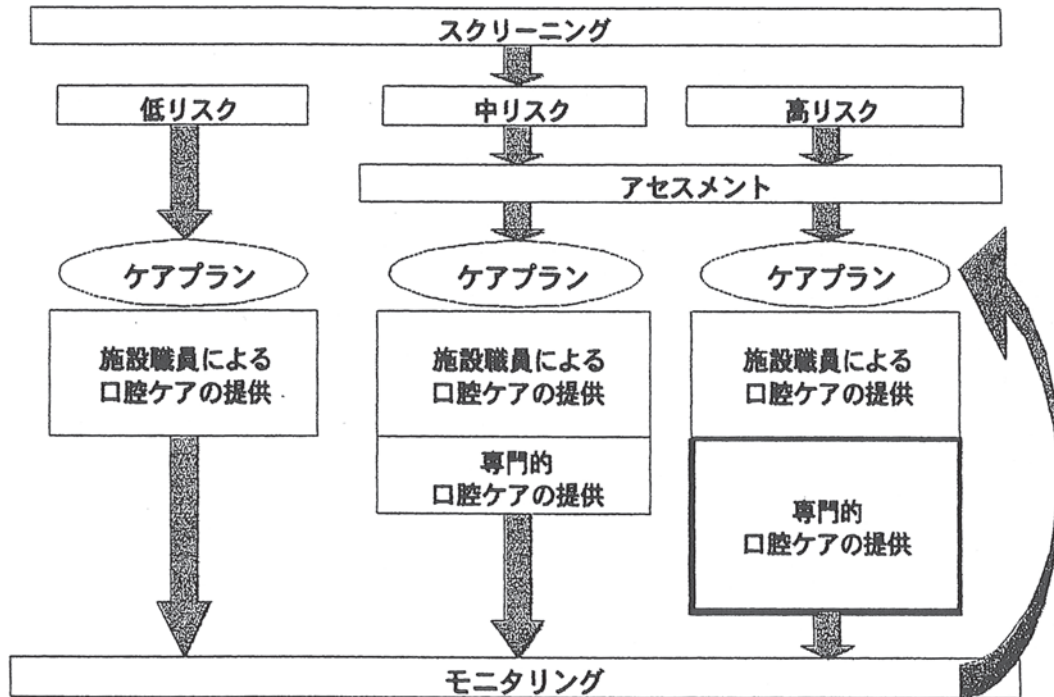 スクリーニング
低リスク
中リスク
高リスク
アセスメント
ケアプラン
ケアプラン
ケアプラン
施設職員による
口腔ケアの提供
施設職員による
口腔ケアの提供
専門的
口腔ケアの提供
施設職員による
口腔ケアの提供
専門的
口腔ケアの提供
モニタリング